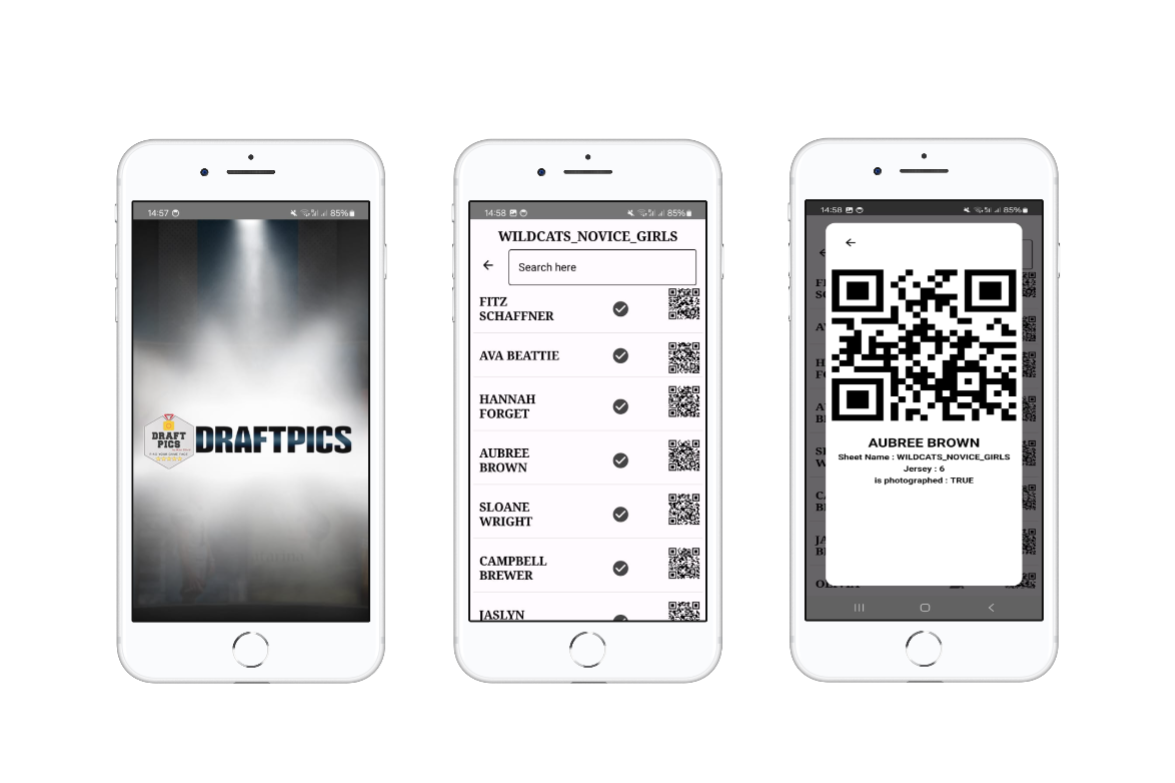 14:57
85%
DRAFT
PICS
DRAFTPICS
14:58
85%
WILDCATS_NOVICE_GIRLS
Search here
FITZ
SCHAFFNER
AVA BEATTIE
HANNAH
FORGET
AUBREE
BROWN
SLOANE
WRIGHT
CAMPBELL
BREWER
JASLYN
14:58
85%
AUBREE BROWN
Sheet Name : WILDCATS_NOVICE_GIRLS
Jersey : 6
is photographed : TRUE